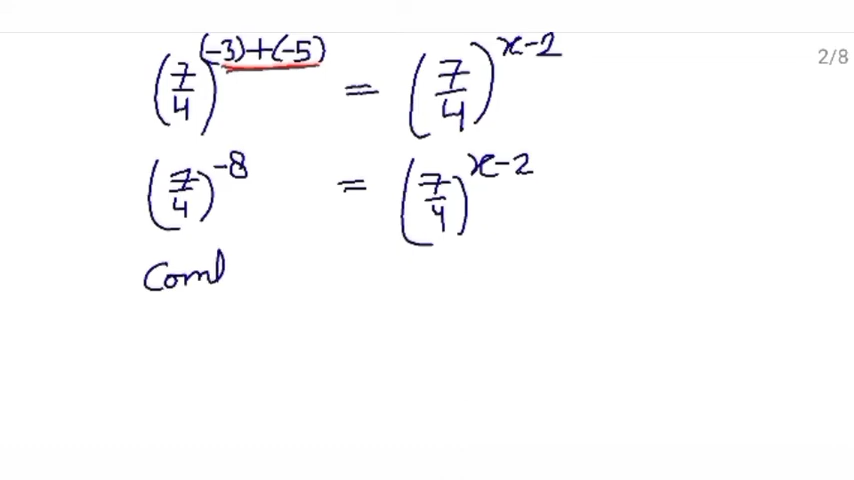 (7/4)^(-3)+(-5) = (7/4)^x-2
2/8
(7/4)^-8 = (7/4)^x-2
Com